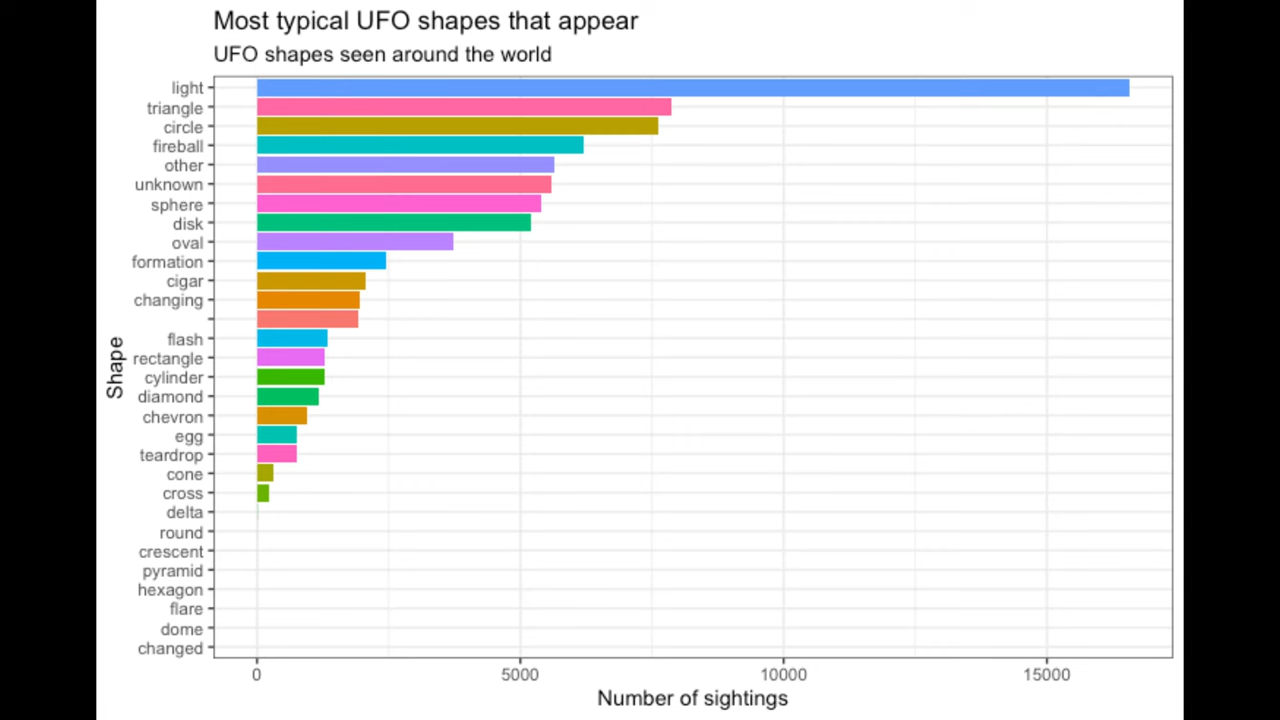 Most typical UFO shapes that appear
UFO shapes seen around the world
light
triangle
circle
fireball
other
unknown
sphere
disk
oval
formation
cigar
changing
flash
rectangle
cylinder
diamond
chevron
egg
teardrop
cone
cross
delta
round
crescent
pyramid
hexagon
flare
dome
changed
Shape
0 5000 10000 15000
Number of sightings